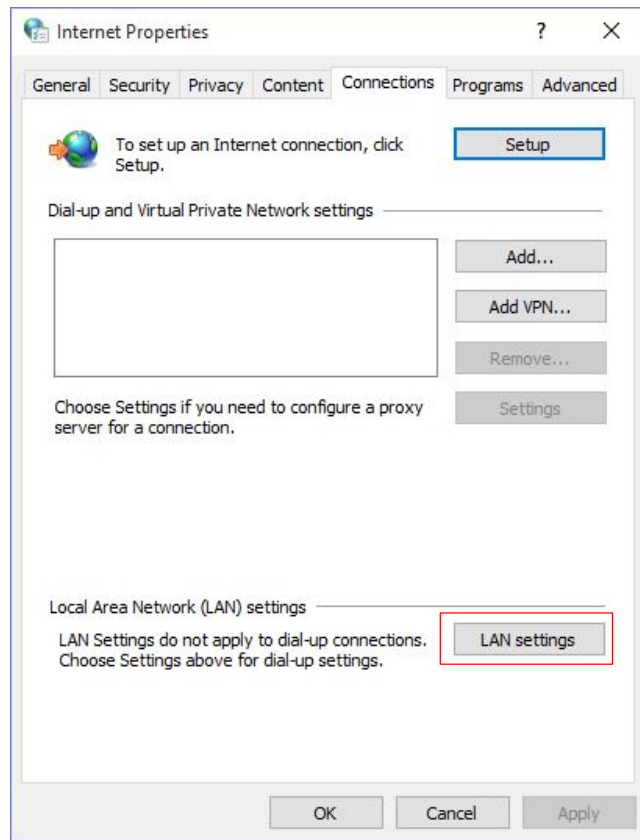 Internet Properties
?
General Security Privacy Content Connections Programs Advanced
To set up an Internet connection, click
Setup.
Setup
Dial-up and Virtual Private Network settings
Add...
Add VPN...
Remove...
Choose Settings if you need to configure a proxy
server for a connection.
Settings
Local Area Network (LAN) settings
LAN Settings do not apply to dial-up connections.
Choose Settings above for dial-up settings.
LAN settings
OK Cancel Apply